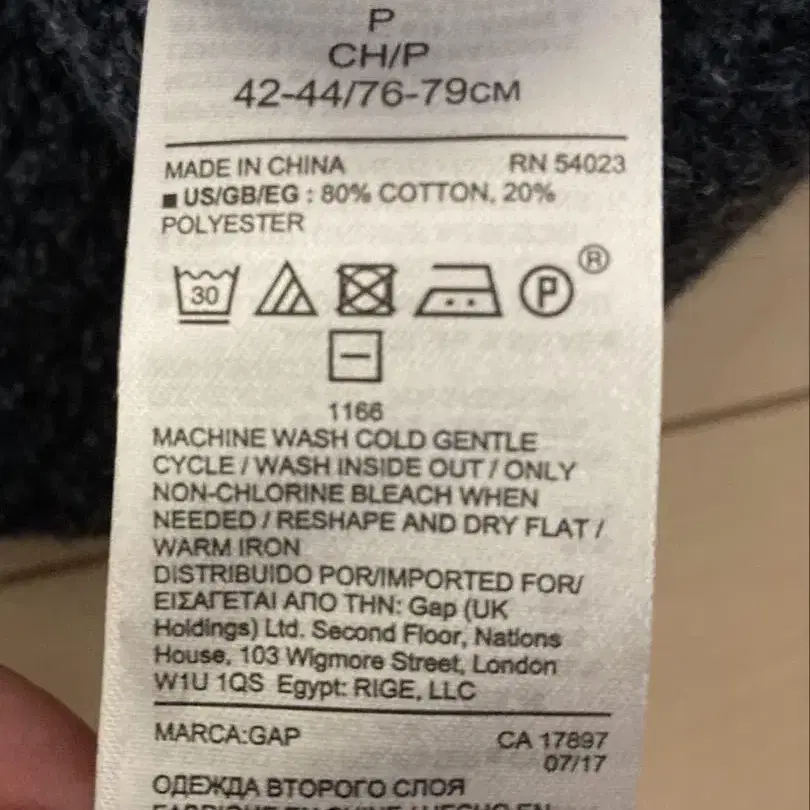 P
CH/P
42-44/76-79CM
MADE IN CHINA RN 54023
■ US/GB/EG : 80% COTTON, 20%
POLYESTER
30 P ®
1166
MACHINE WASH COLD GENTLE
CYCLE / WASH INSIDE OUT / ONLY
NON-CHLORINE BLEACH WHEN
NEEDED / RESHAPE AND DRY FLAT /
WARM IRON
DISTRIBUIDO POR/IMPORTED FOR/
ΕΙΣΑΓΕΤΑΙ ΑΠΟ ΤΗΝ: Gap (UK
Holdings) Ltd. Second Floor, Nations
House, 103 Wigmore Street, London
W1U 1QS Egypt: RIGE, LLC
MARCA:GAP CA 17897
07/17
ОДЕЖДА ВТОРОГО СЛОЯ